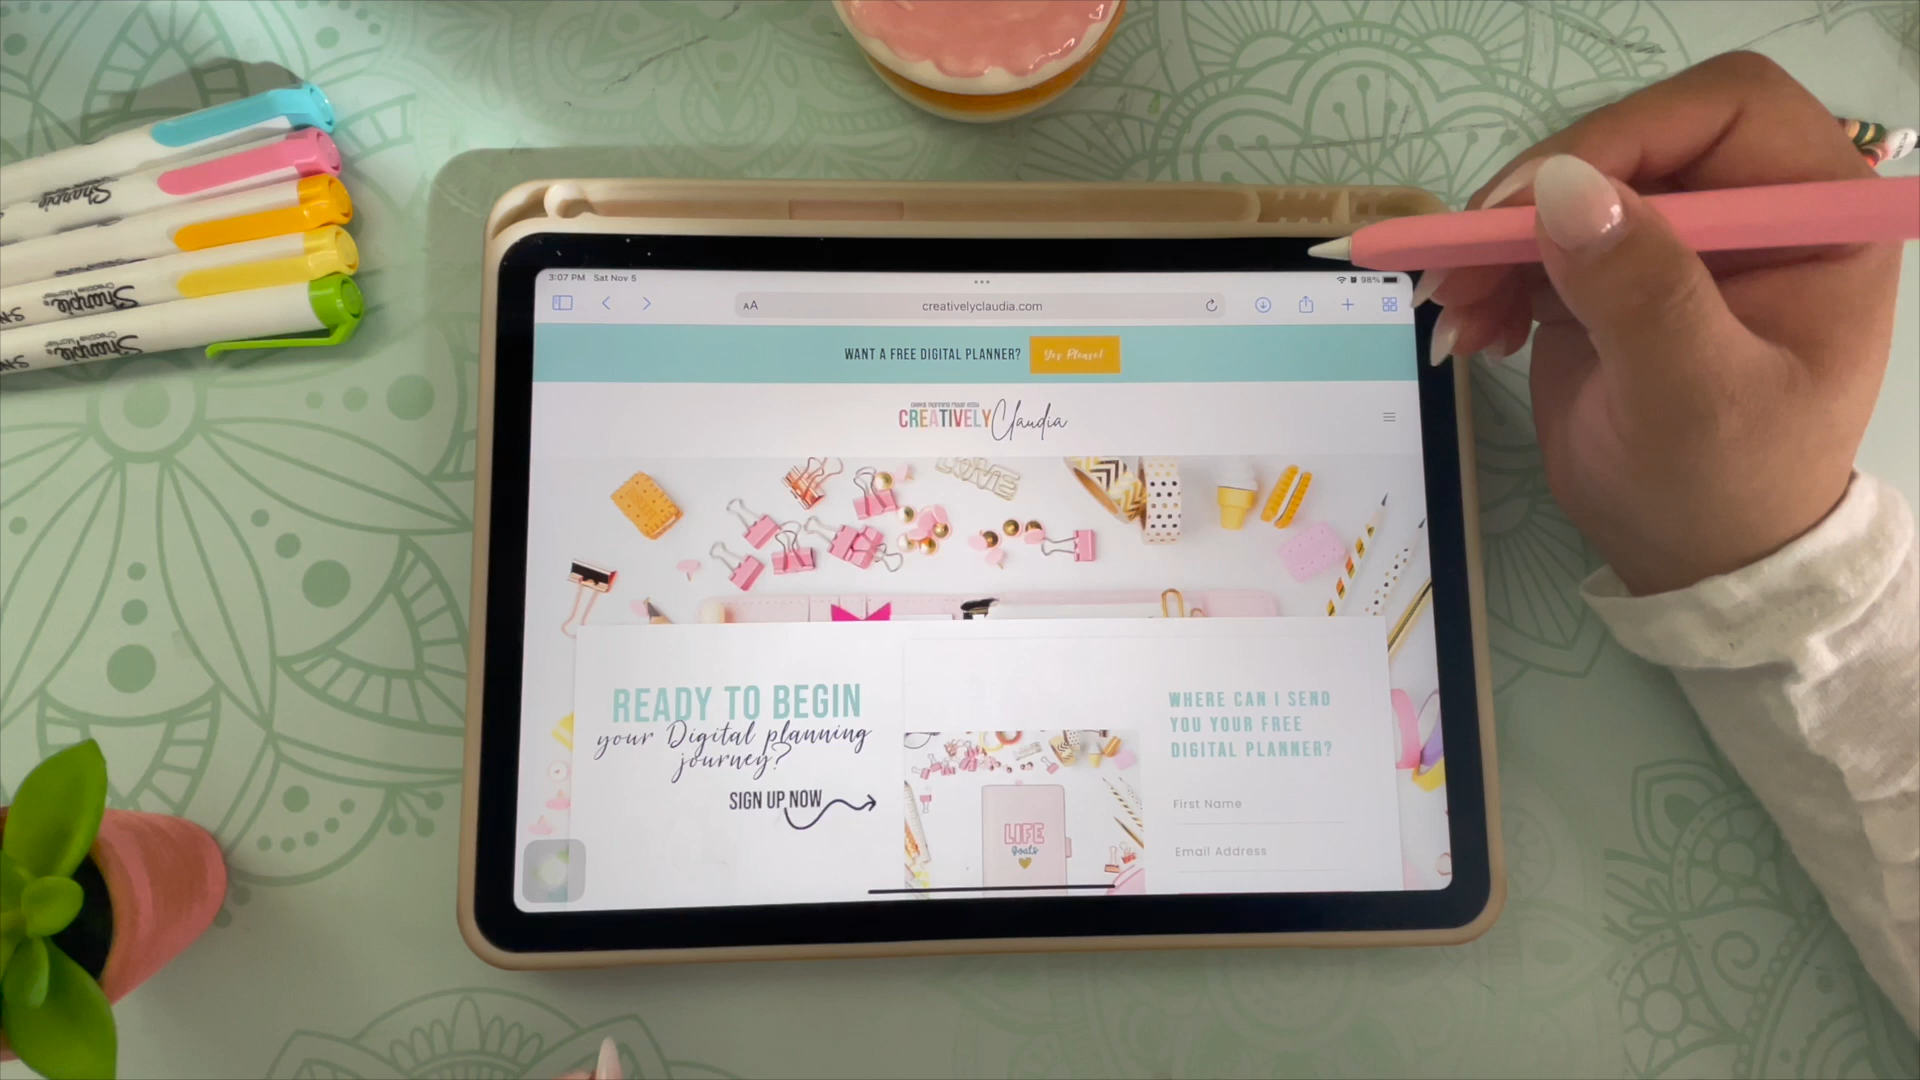 3:07 PM Sat Nov 5
98%
AA
creativelyclaudia.com
WANT A FREE DIGITAL PLANNER? Yes Please!
CREATIVELY Claudia
LOVE
READY TO BEGIN
your Digital planning
journey?
SIGN UP NOW
LIFE
Goals
WHERE CAN I SEND
YOU YOUR FREE
DIGITAL PLANNER?
First Name
Email Address
Sharpie
Sharpie
Sharpie
S-NOTE